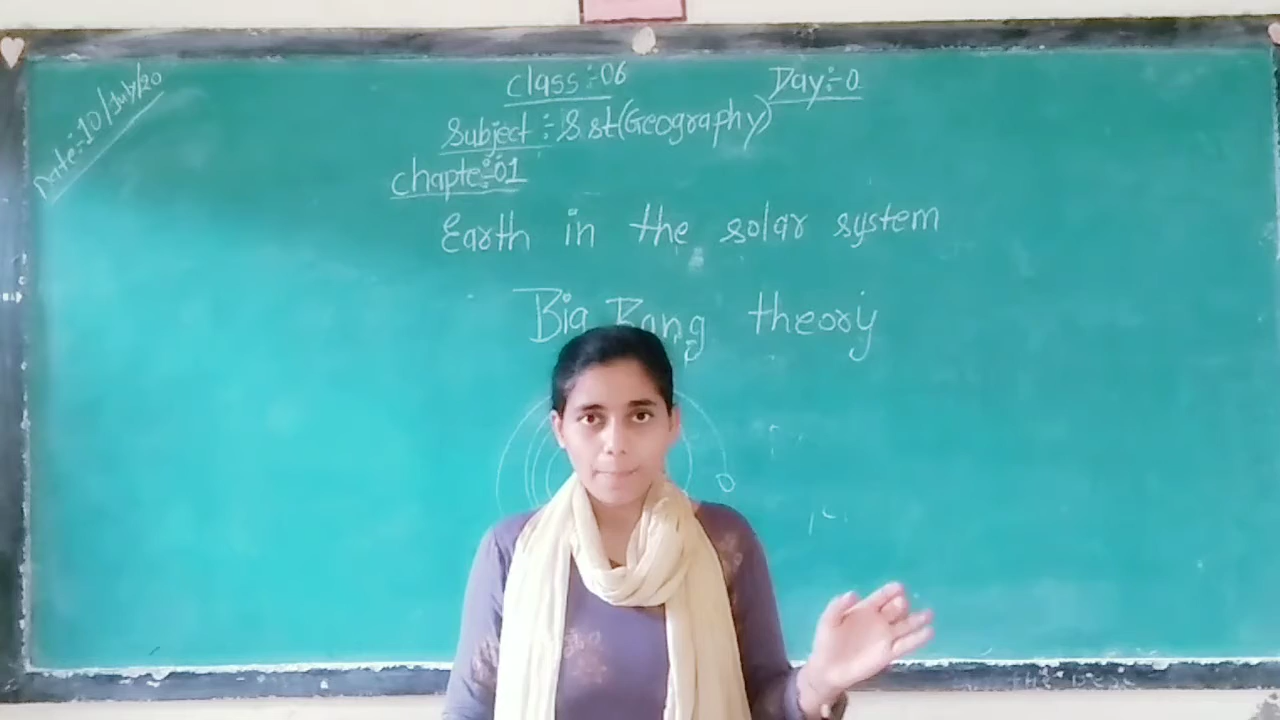 Date:-10/July/20
Class:-06 Day:-0
Subject:-S.st(Geography)
Chapte:-01
Earth in the solar system
Big Bang theory